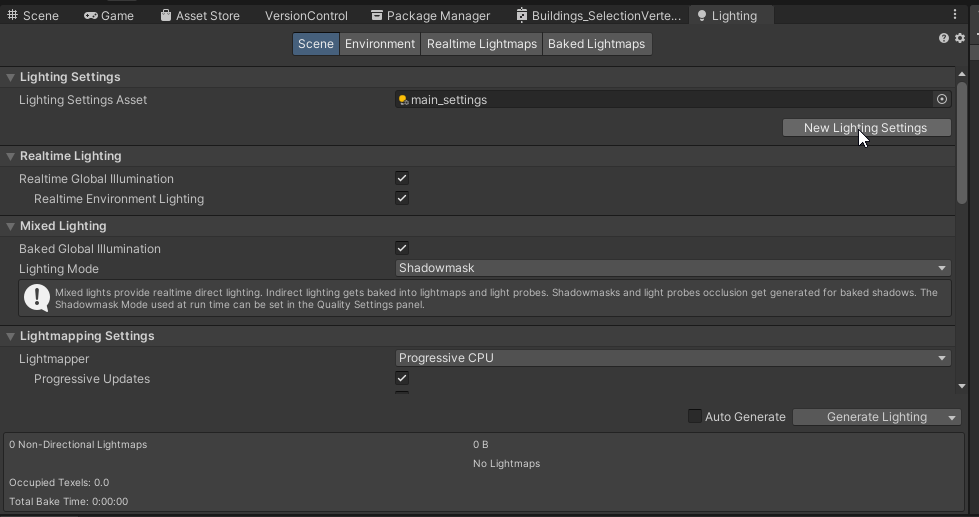 Scene Game Asset Store VersionControl Package Manager Buildings_SelectionVerte... Lighting
Scene Environment Realtime Lightmaps Baked Lightmaps
Lighting Settings
Lighting Settings Asset main_settings
New Lighting Settings
Realtime Lighting
Realtime Global Illumination
Realtime Environment Lighting
Mixed Lighting
Baked Global Illumination
Lighting Mode Shadowmask
Mixed lights provide realtime direct lighting. Indirect lighting gets baked into lightmaps and light probes. Shadowmasks and light probes occlusion get generated for baked shadows. The
Shadowmask Mode used at run time can be set in the Quality Settings panel.
Lightmapping Settings
Lightmapper Progressive CPU
Progressive Updates
Auto Generate Generate Lighting
0 Non-Directional Lightmaps 0 B
No Lightmaps
Occupied Texels: 0.0
Total Bake Time: 0:00:00